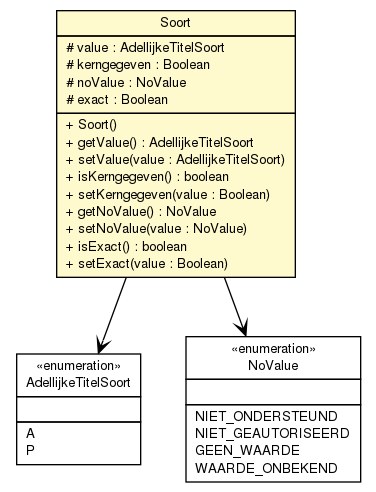 Soort
# value : AdellijkeTitelSoort
# kerngegeven : Boolean
# noValue : NoValue
# exact : Boolean
+ Soort()
+ getValue() : AdellijkeTitelSoort
+ setValue(value : AdellijkeTitelSoort)
+ isKerngegeven() : boolean
+ setKerngegeven(value : Boolean)
+ getNoValue() : NoValue
+ setNoValue(value : NoValue)
+ isExact() : boolean
+ setExact(value : Boolean)
«enumeration»
AdellijkeTitelSoort
A
P
«enumeration»
NoValue
NIET_ONDERSTEUND
NIET_GEAUTORISEERD
GEEN_WAARDE
WAARDE_ONBEKEND